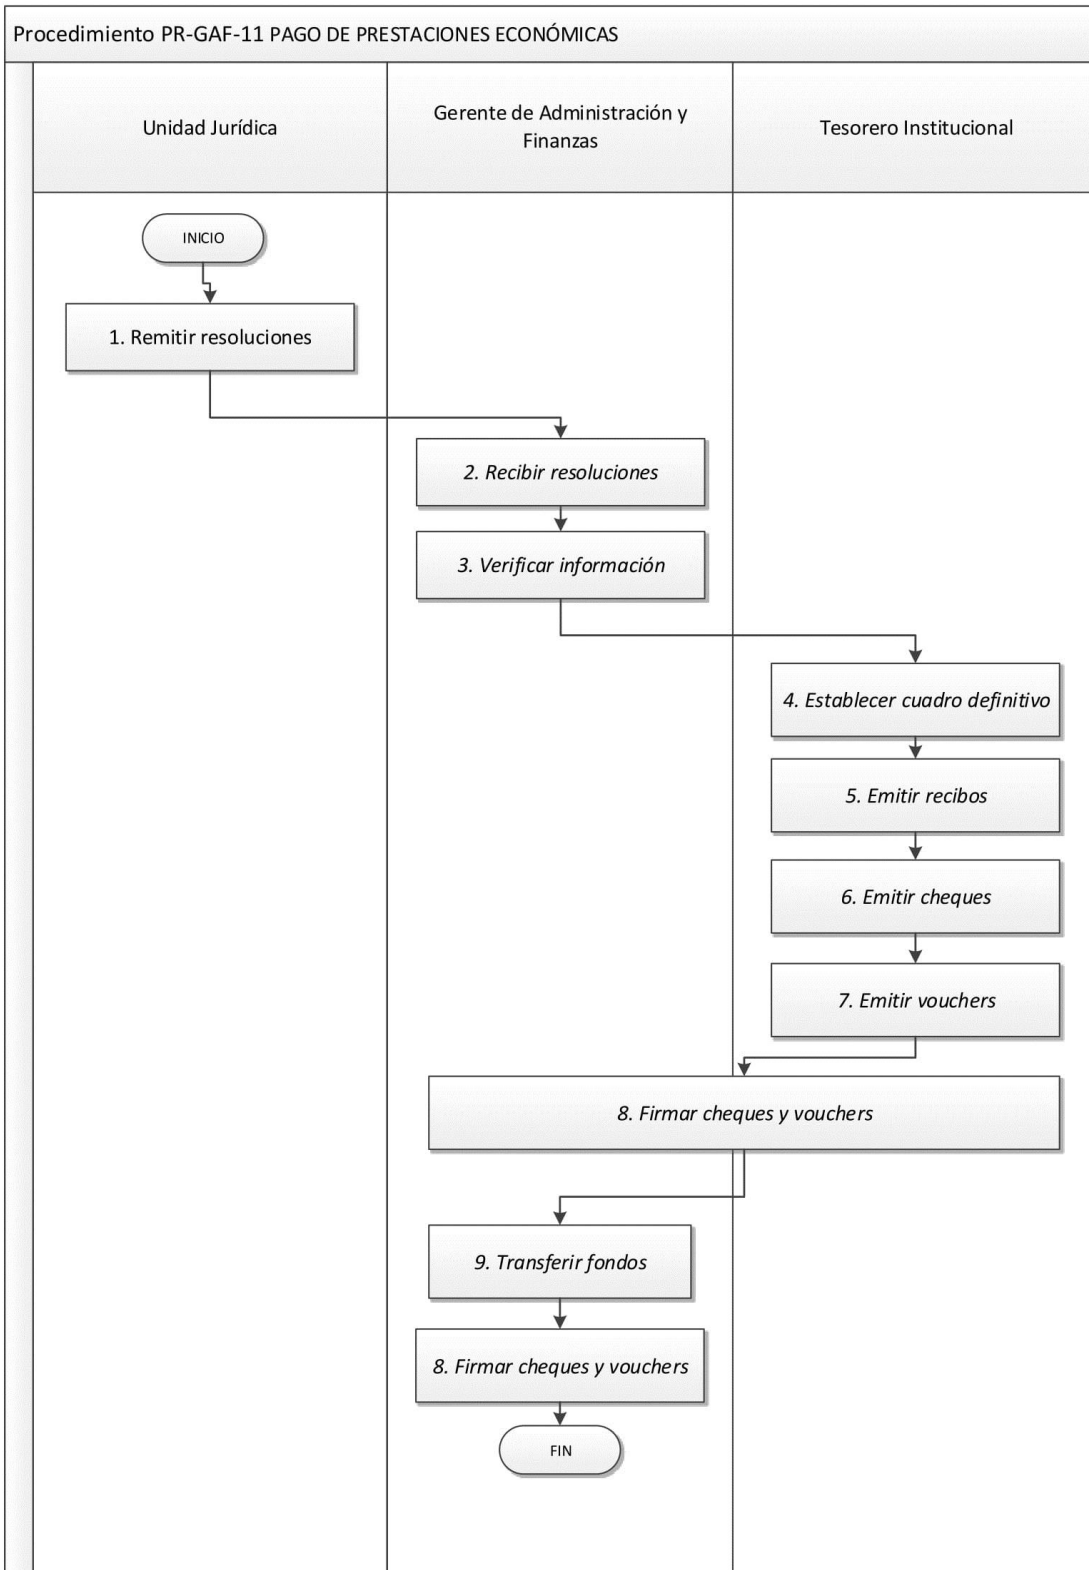 Procedimiento PR-GAF-11 PAGO DE PRESTACIONES ECONÓMICAS
Unidad Jurídica
Gerente de Administración y
Finanzas
Tesorero Institucional
INICIO
1. Remitir resoluciones
2. Recibir resoluciones
3. Verificar información
4. Establecer cuadro definitivo
5. Emitir recibos
6. Emitir cheques
7. Emitir vouchers
8. Firmar cheques y vouchers
9. Transferir fondos
8. Firmar cheques y vouchers
FIN